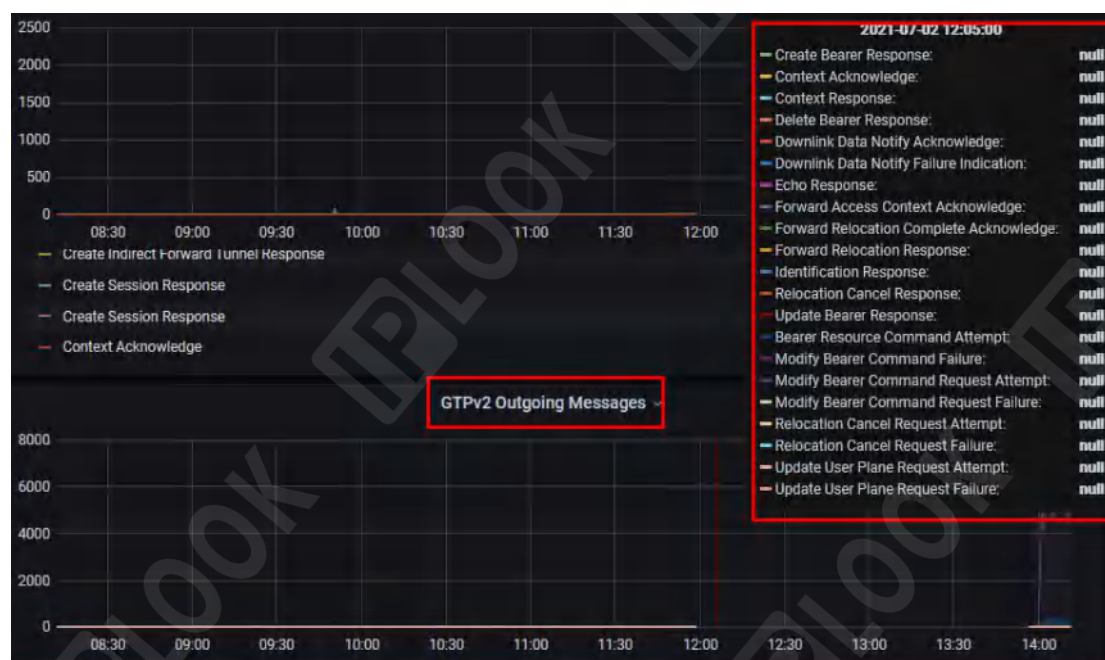 2500
2000
1500
1000
500
0
08:30 09:00 09:30 10:00 10:30 11:00 11:30 12:00
Create Indirect Forward Tunnel Response
Create Session Response
Create Session Response
Context Acknowledge
2021-07-02 12:05:00
Create Bearer Response: null
Context Acknowledge: null
Context Response: null
Delete Bearer Response: null
Downlink Data Notify Acknowledge: null
Downlink Data Notify Failure Indication: null
Echo Response: null
Forward Access Context Acknowledge: null
Forward Relocation Complete Acknowledge: null
Forward Relocation Response: null
Identification Response: null
Relocation Cancel Response: null
Update Bearer Response: null
Bearer Resource Command Attempt: null
Modify Bearer Command Failure: null
Modify Bearer Command Request Attempt: null
Modify Bearer Command Request Failure: null
Relocation Cancel Request Attempt: null
Relocation Cancel Request Failure: null
Update User Plane Request Attempt: null
Update User Plane Request Failure: null
GTPv2 Outgoing Messages
8000
6000
4000
2000
0
08:30 09:00 09:30 10:00 10:30 11:00 11:30 12:00 12:30 13:00 13:30 14:00
IPLOOK
IPLOOK
IPLOOK